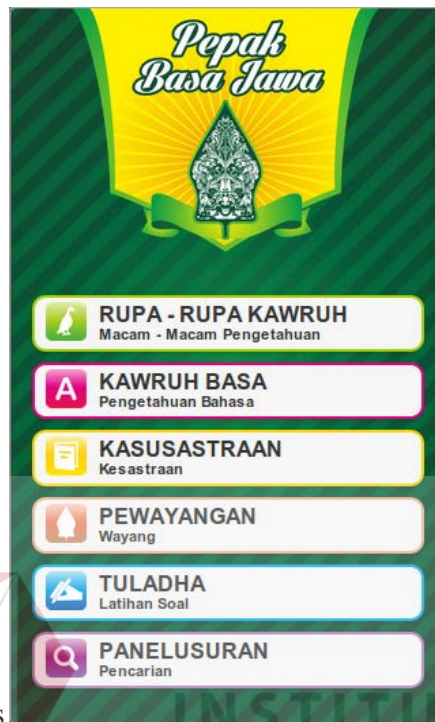 Pepak
Basa Jawa
RUPA - RUPA KAWRUH
Macam - Macam Pengetahuan
A
KAWRUH BASA
Pengetahuan Bahasa
KASUSASTRAAN
Kesastraan
PEWAYANGAN
Wayang
TULADHA
Latihan Soal
PANELUSURAN
Pencarian
s
INSTITU